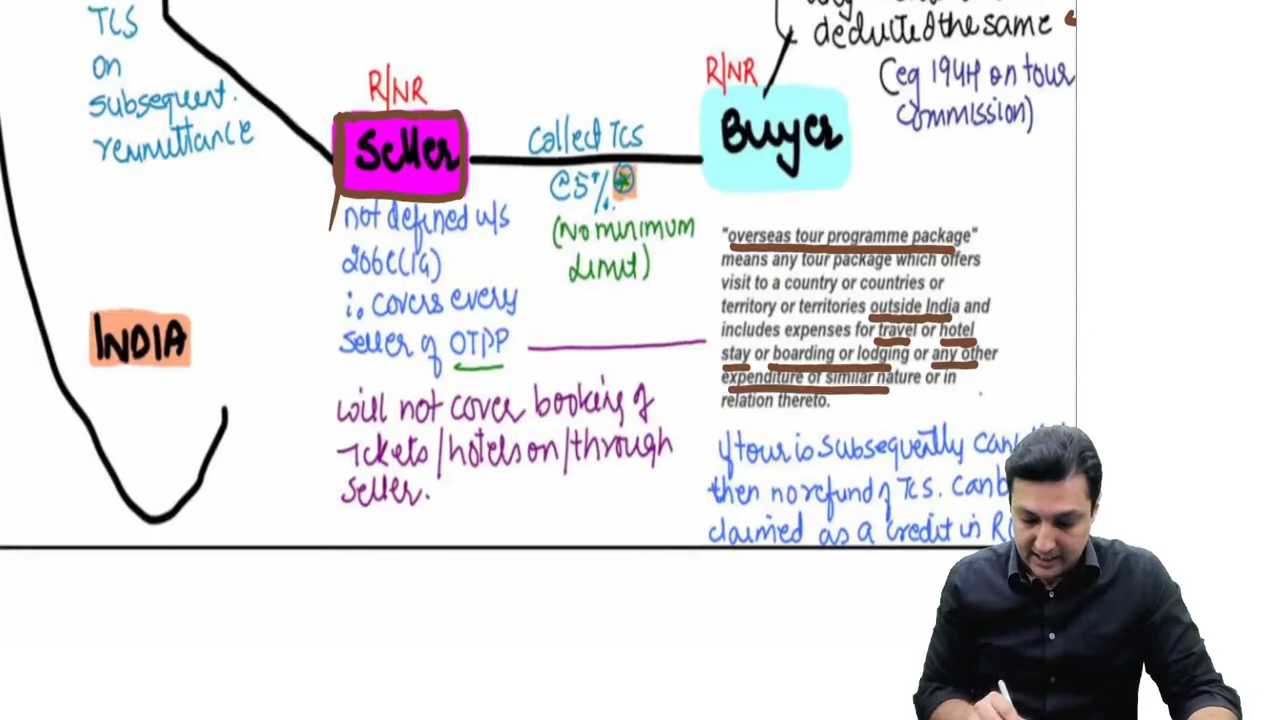 TCS
on
subsequent
remittance
R/NR
Seller
not defined u/s
206C(1G)
covers every
seller of OTPP
will not cover booking of
tickets/hotels on/through
seller.
Called TCS
@5%
(No minimum
limit)
INDIA
deducted the same
(eg 194H on tour
commission)
R/NR
Buyer
"overseas tour programme package"
means any tour package which offers
visit to a country or countries or
territory or territories outside India and
includes expenses for travel or hotel
stay or boarding or lodging or any other
expenditure of similar nature or in
relation thereto.
If tour is subsequently
then no refund of TCS. Can
claimed as a credit in